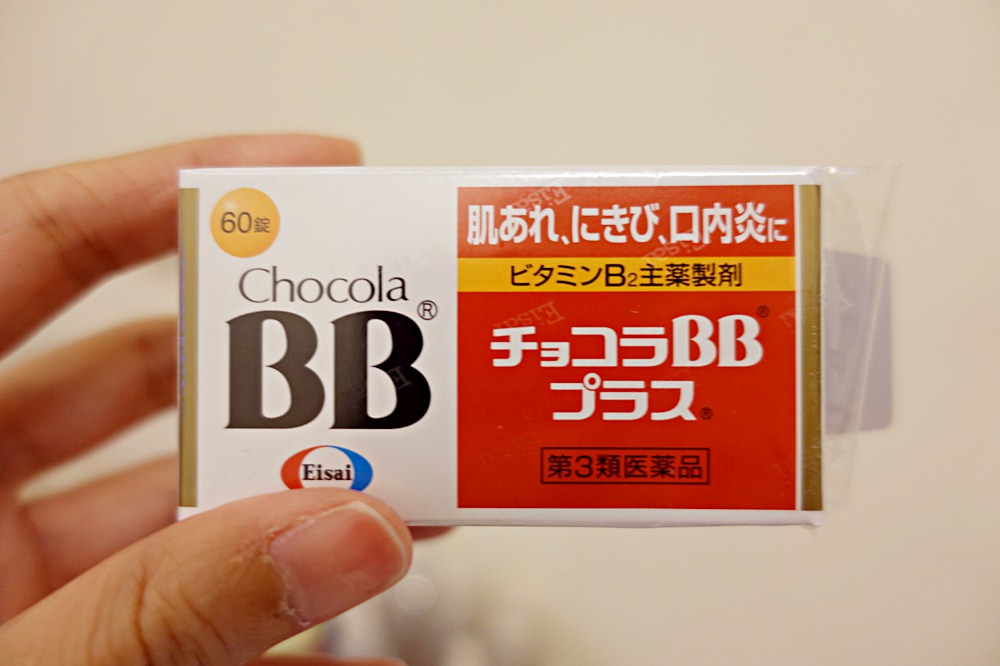 60錠
Chocola
BB®
Eisai
肌あれ、にきび、口内炎に
ビタミンB₂主薬製剤
チョコラBB®
プラス®
第3類医薬品